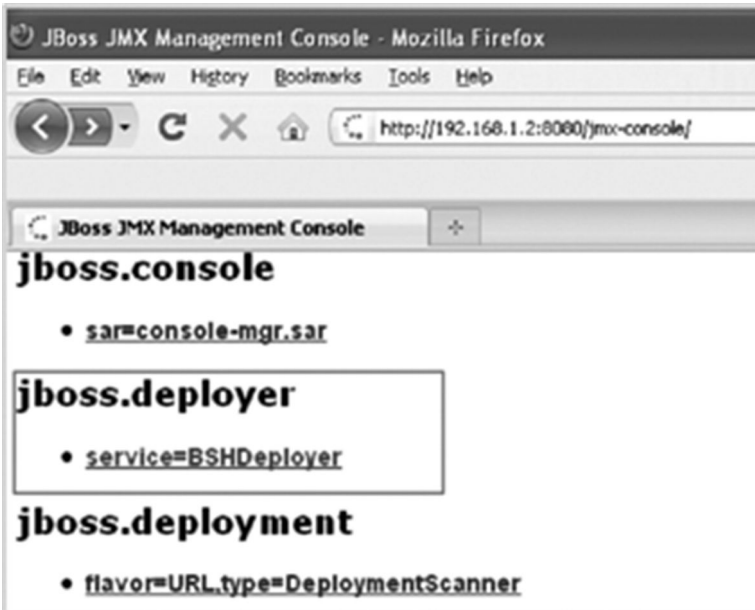 JBoss JMX Management Console - Mozilla Firefox
File Edit View History Bookmarks Tools Help
http://192.168.1.2:8080/jmx-console/
JBoss JMX Management Console
jboss.console
• sar=console-mgr.sar
jboss.deployer
• service=BSHDeployer
jboss.deployment
• flavor=URL,type=DeploymentScanner